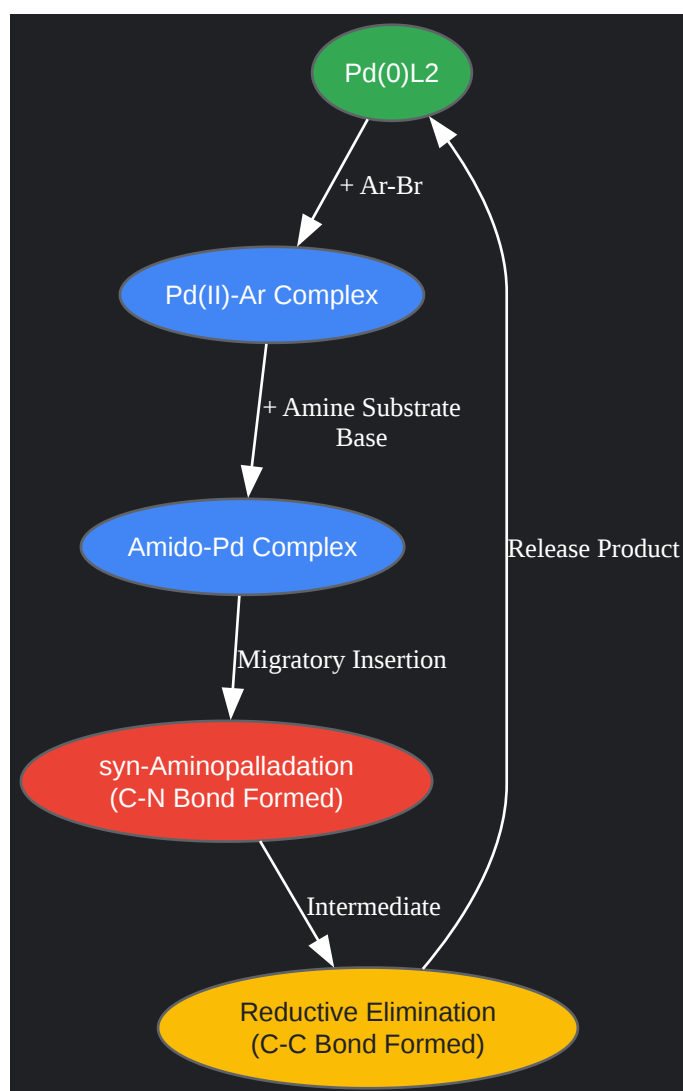 Pd(0)L2
+ Ar-Br
Pd(II)-Ar Complex
+ Amine Substrate
Base
Amido-Pd Complex
Release Product
Migratory Insertion
syn-Aminopalladation
(C-N Bond Formed)
Intermediate
Reductive Elimination
(C-C Bond Formed)